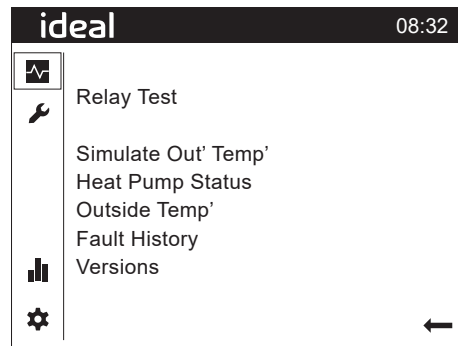 ideal 08:32
Relay Test
Simulate Out’ Temp’
Heat Pump Status
Outside Temp’
Fault History
Versions